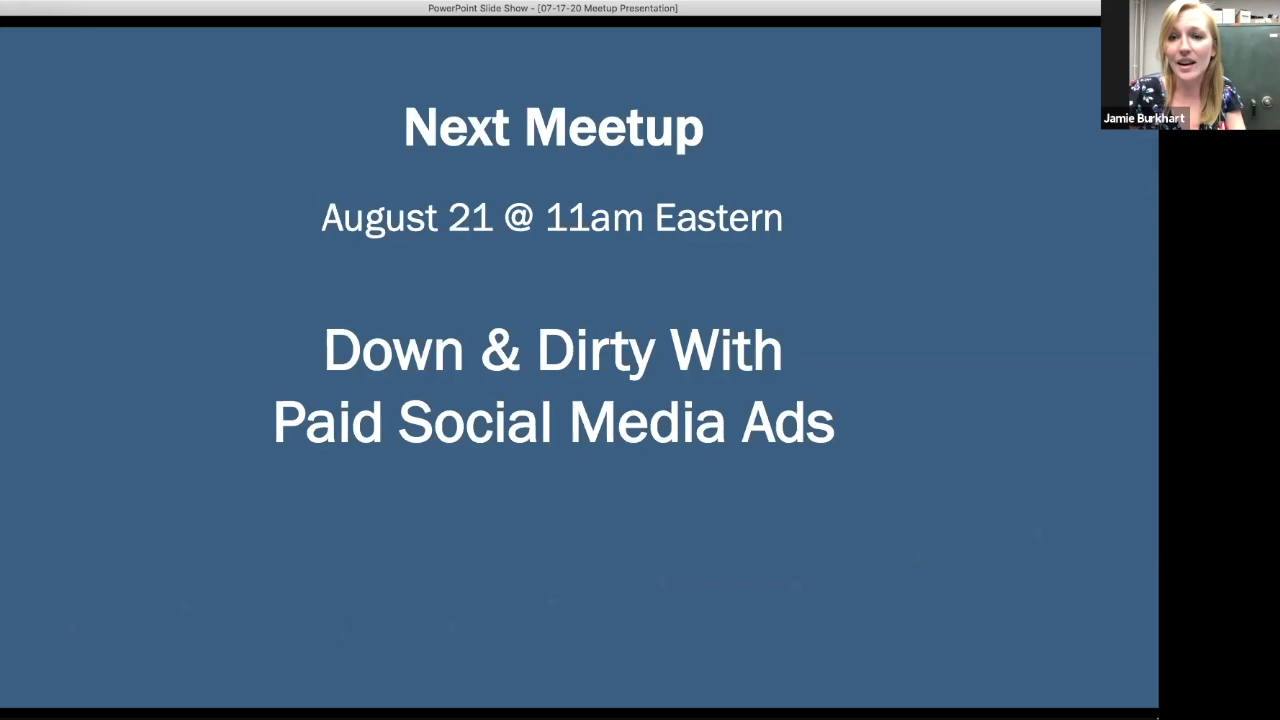 PowerPoint Slide Show - [07-17-20 Meetup Presentation]
Jamie Burkhart
Next Meetup
August 21 @ 11am Eastern
Down & Dirty With
Paid Social Media Ads